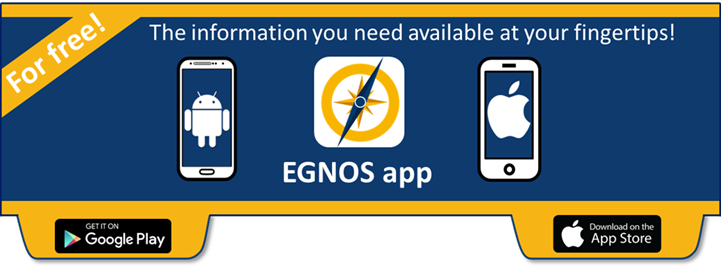 For free!
The information you need available at your fingertips!
EGNOS app
GET IT ON
Google Play
Download on the
App Store